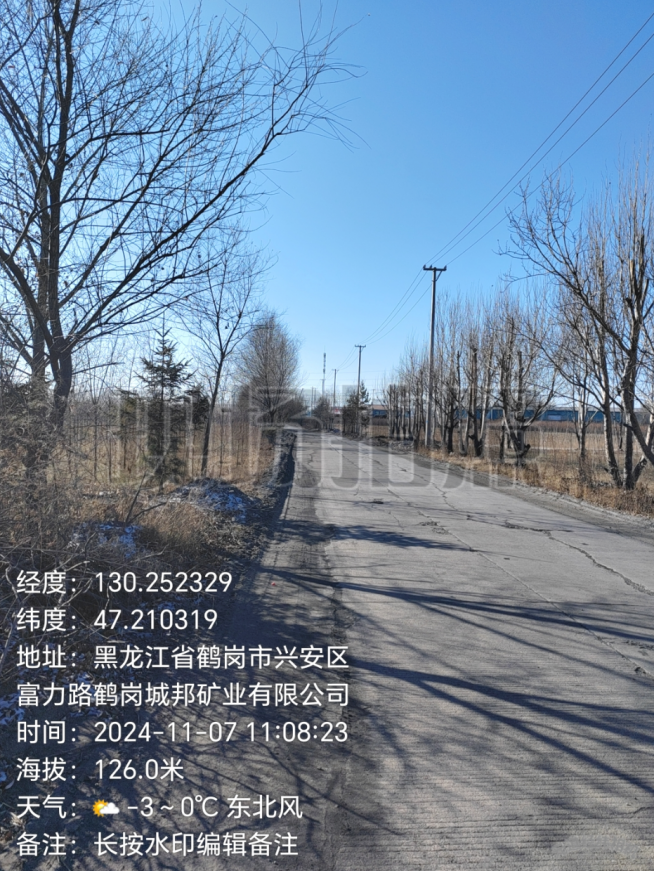 经度：130.252329
纬度：47.210319
地址：黑龙江省鹤岗市兴安区
富力路鹤岗城邦矿业有限公司
时间：2024-11-07 11:08:23
海拔：126.0米
天气：-3～0℃ 东北风
备注：长按水印编辑备注